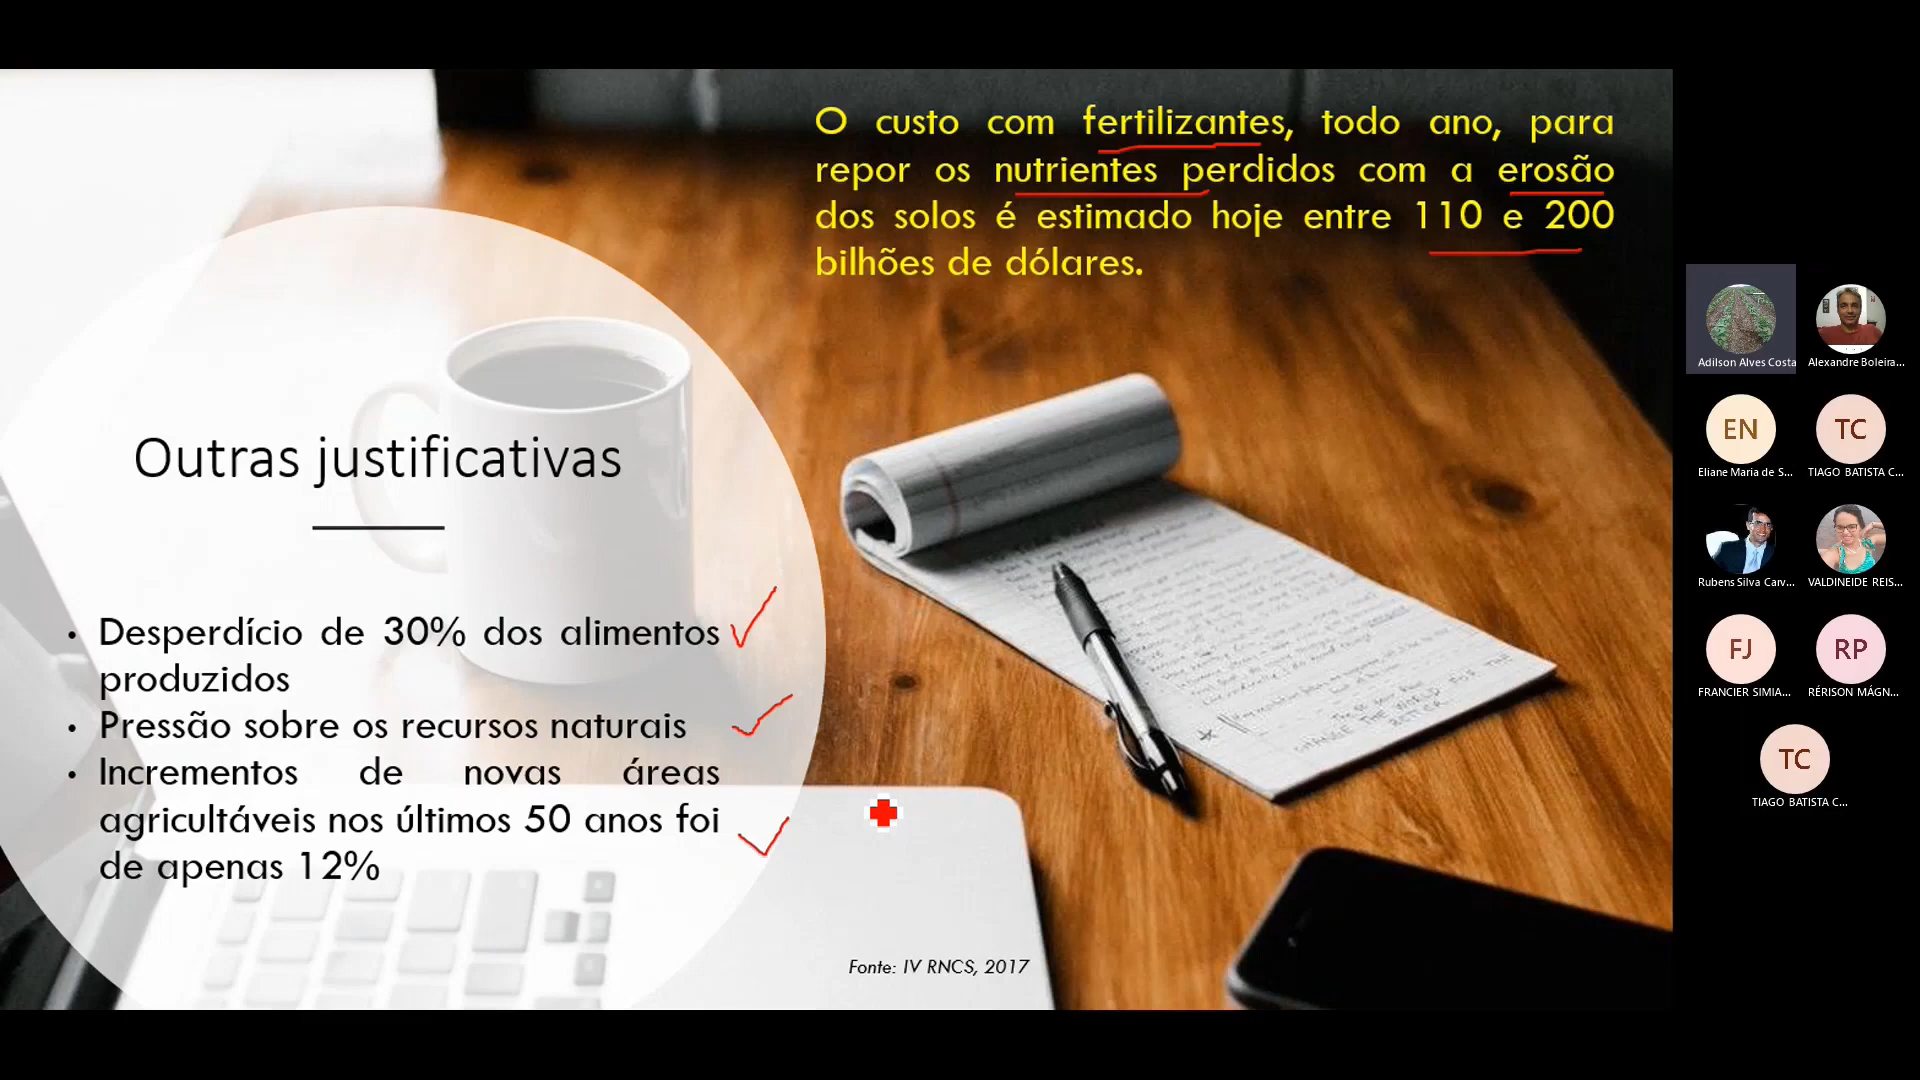 O custo com fertilizantes, todo ano, para
repor os nutrientes perdidos com a erosão
dos solos é estimado hoje entre 110 e 200
bilhões de dólares.
Outras justificativas
• Desperdício de 30% dos alimentos
produzidos
• Pressão sobre os recursos naturais
• Incrementos de novas áreas
agricultáveis nos últimos 50 anos foi
de apenas 12%
Fonte: IV RNCS, 2017
Adilson Alves Costa
Alexandre Boleira...
EN
Eliane Maria de S...
TC
TIAGO BATISTA C...
Rubens Silva Carv...
VALDINEIDE REIS...
FJ
FRANCIER SIMIA...
RP
RÉRISON MÁGN...
TC
TIAGO BATISTA C...